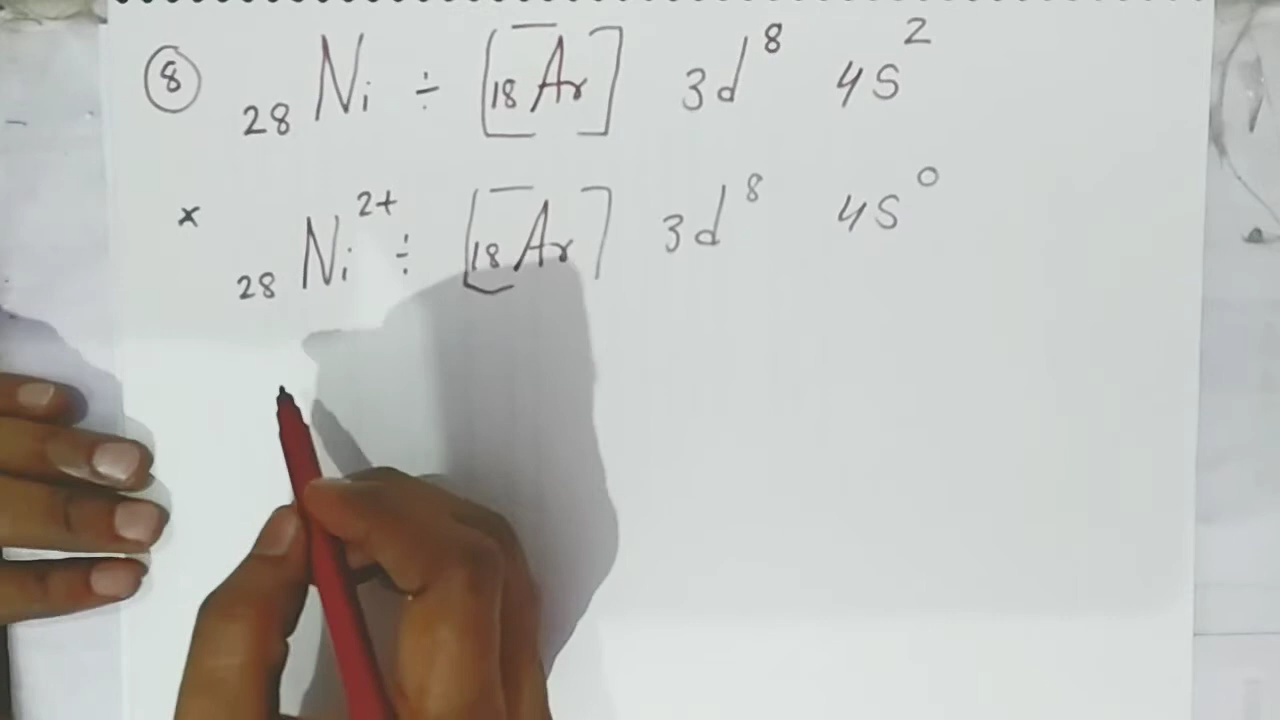 ⑧ ₂₈Ni ÷ [₁₈Ar] 3d⁸ 4s²
× ₂₈Ni²⁺ ÷ [₁₈Ar] 3d⁸ 4s⁰